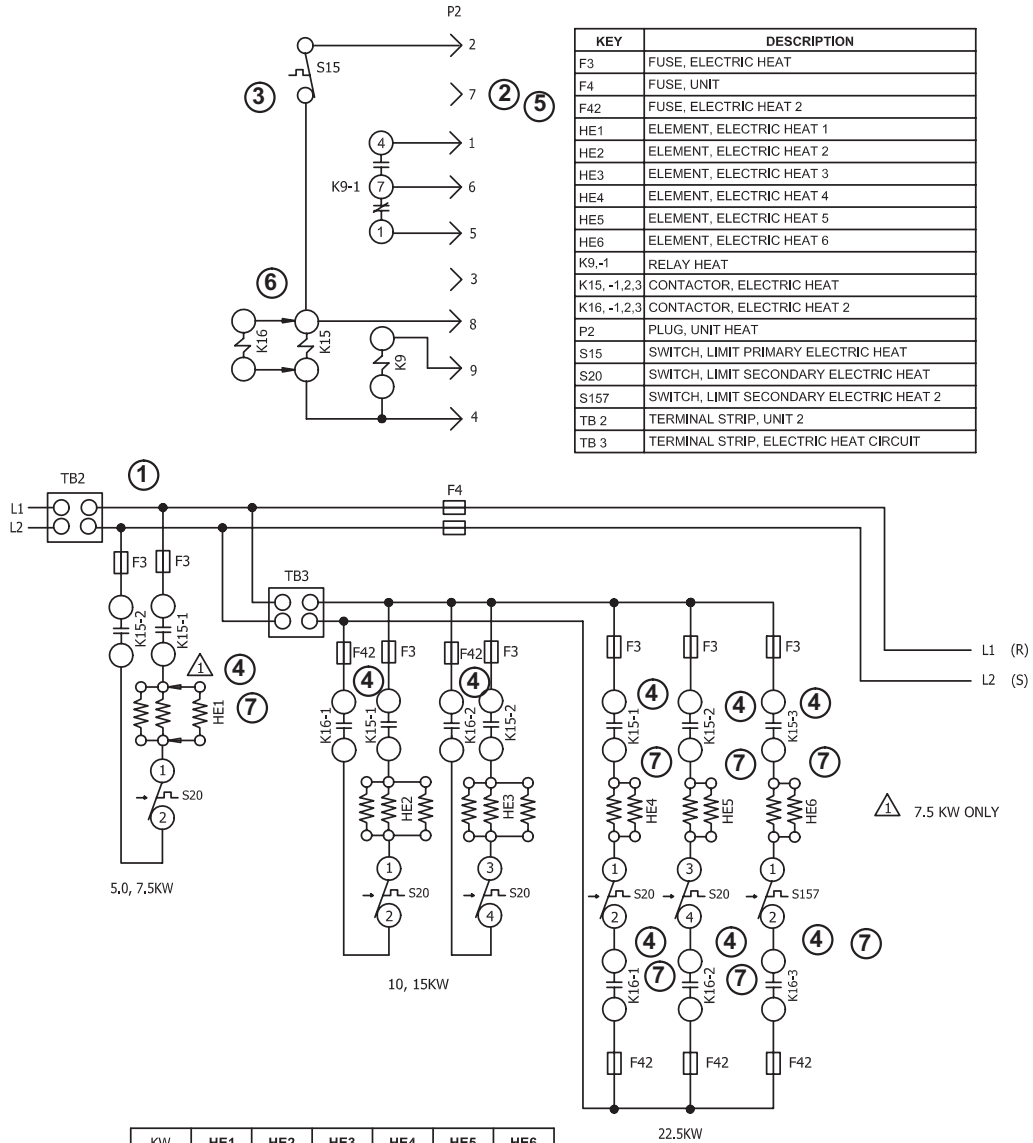 P2
2
S15
3
7
2
5
4
1
K9-1
7
6
1
5
3
6
8
K16
K15
K9
9
4
KEY DESCRIPTION
F3 FUSE, ELECTRIC HEAT
F4 FUSE, UNIT
F42 FUSE, ELECTRIC HEAT 2
HE1 ELEMENT, ELECTRIC HEAT 1
HE2 ELEMENT, ELECTRIC HEAT 2
HE3 ELEMENT, ELECTRIC HEAT 3
HE4 ELEMENT, ELECTRIC HEAT 4
HE5 ELEMENT, ELECTRIC HEAT 5
HE6 ELEMENT, ELECTRIC HEAT 6
K9,-1 RELAY HEAT
K15, -1,2,3 CONTACTOR, ELECTRIC HEAT
K16, -1,2,3 CONTACTOR, ELECTRIC HEAT 2
P2 PLUG, UNIT HEAT
S15 SWITCH, LIMIT PRIMARY ELECTRIC HEAT
S20 SWITCH, LIMIT SECONDARY ELECTRIC HEAT
S157 SWITCH, LIMIT SECONDARY ELECTRIC HEAT 2
TB 2 TERMINAL STRIP, UNIT 2
TB 3 TERMINAL STRIP, ELECTRIC HEAT CIRCUIT
TB2
1
F4
L1
L2
F3 F3
TB3
K15-2 K15-1
1
4
HE1
7
1
S20
2
5.0, 7.5KW
F42 F3 F42 F3
4 4
K16-1 K15-1 K16-2 K15-2
HE2 HE3
1 3
S20 S20
2 4
10, 15KW
F3 F3 F3
4 4 4
K15-1 K15-2 K15-3
7 7 7
HE4 HE5 HE6
1 3 1
S20 S20 S157
2 4 2
4 4 4 7
7 7
K16-1 K16-2 K16-3
F42 F42 F42
22.5KW
L1 (R)
L2 (S)
1 7.5 KW ONLY
KW HE1 HE2 HE3 HE4 HE5 HE6